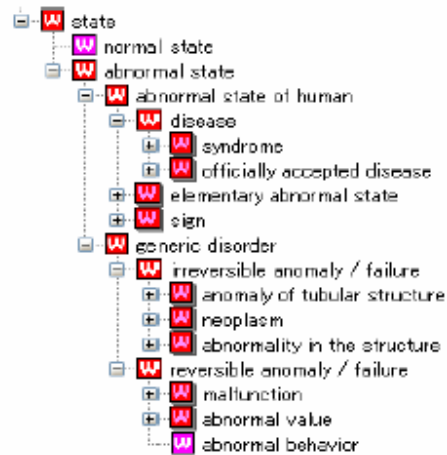 state
normal state
abnormal state
abnormal state of human
disease
syndrome
officially accepted disease
elementary abnormal state
sign
generic disorder
irreversible anomaly / failure
anomaly of tubular structure
neoplasm
abnormality in the structure
reversible anomaly / failure
malfunction
abnormal value
abnormal behavior